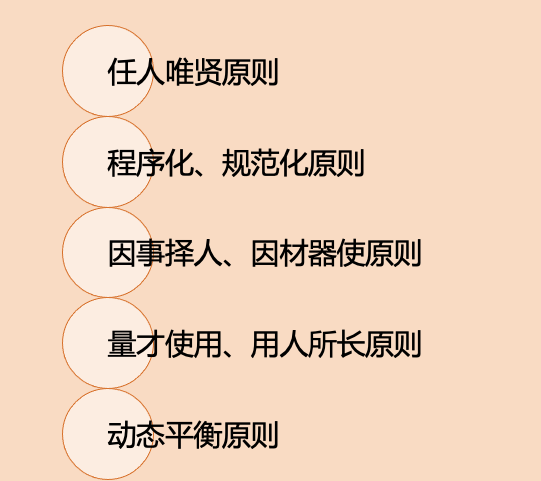 任人唯贤原则
程序化、规范化原则
因事择人、因材器使原则
量才使用、用人所长原则
动态平衡原则